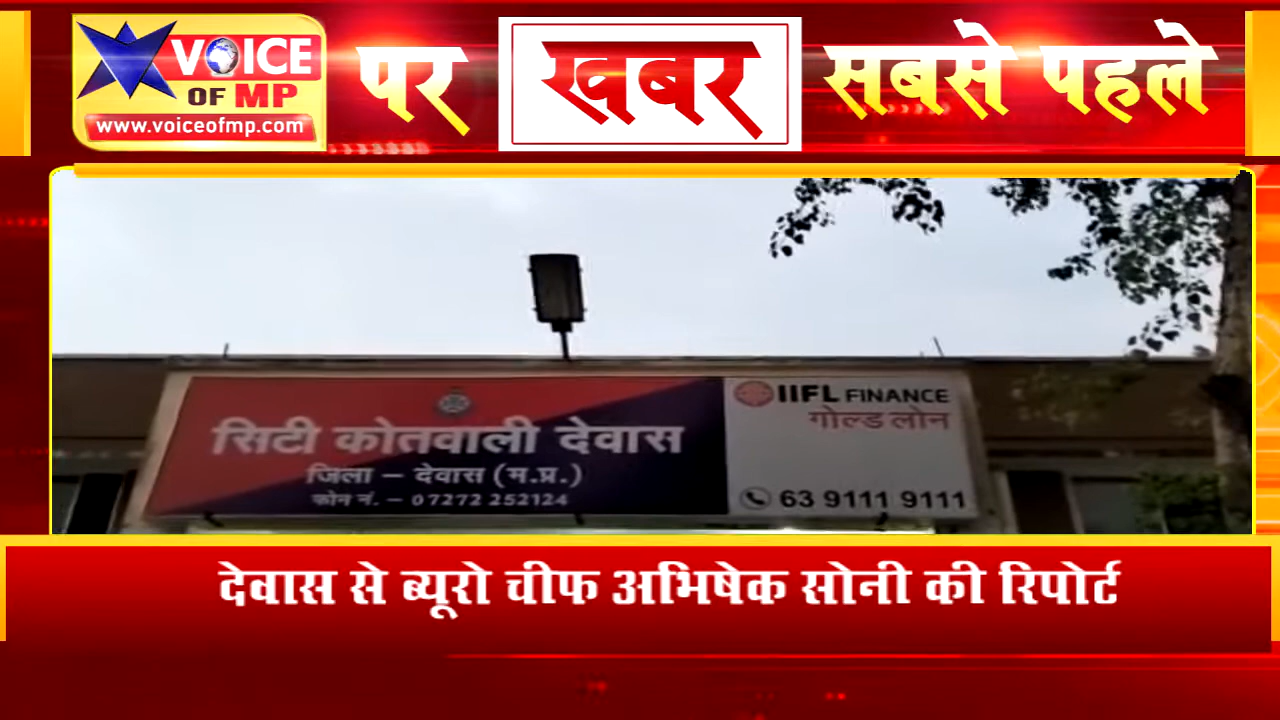 VOICE
OF MP
www.voiceofmp.com
पर खबर सबसे पहले
सिटी कोतवाली देवास
जिला – देवास (म.प्र.)
फोन नं. – 07272 252124
IIFL FINANCE
गोल्ड लोन
63 9111 9111
देवास से ब्यूरो चीफ अभिषेक सोनी की रिपोर्ट